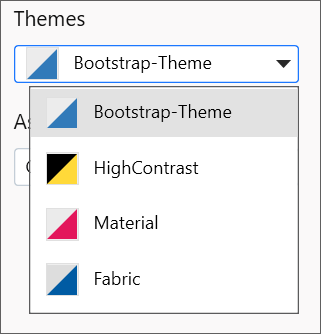 Themes
Bootstrap-Theme
Bootstrap-Theme
HighContrast
Material
Fabric